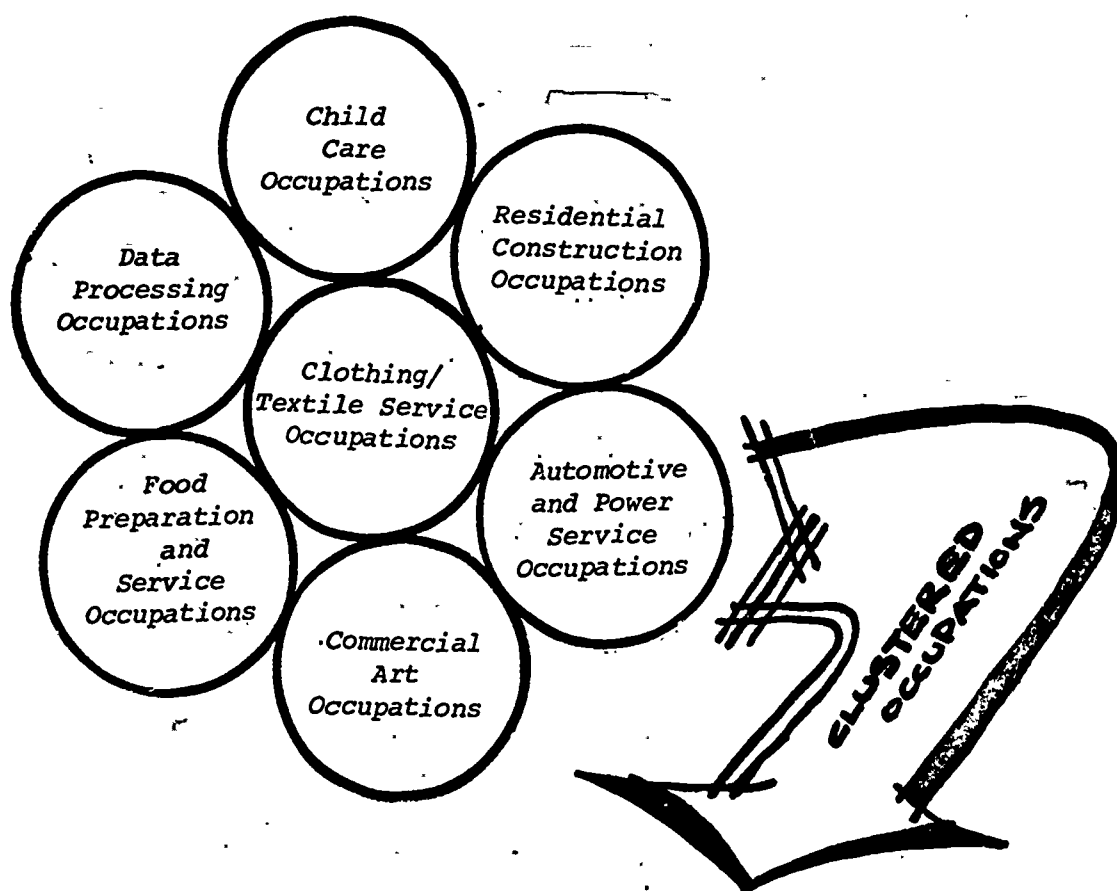 Child
Care
Occupations
Residential
Construction
Occupations
Data
Processing
Occupations
Clothing/
Textile Service
Occupations
Automotive
and Power
Service
Occupations
Food
Preparation
and
Service
Occupations
Commercial
Art
Occupations
CLUSTERED
OCCUPATIONS